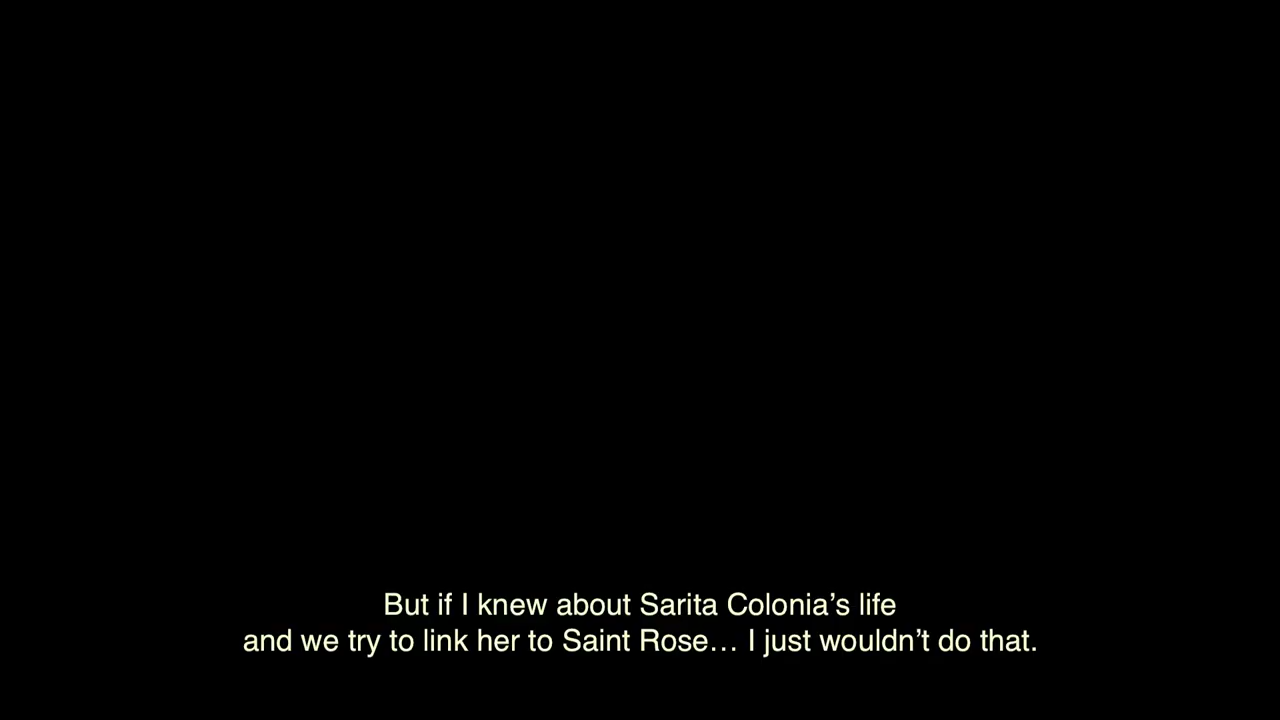 But if I knew about Sarita Colonia’s life
and we try to link her to Saint Rose… I just wouldn’t do that.